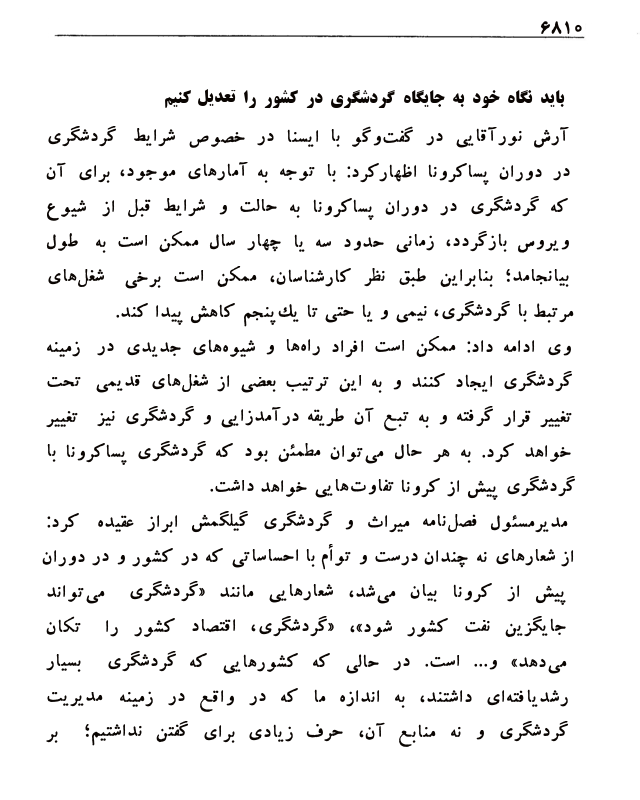 ۶۸۱۰
باید نگاه خود به جایگاه گردشگری در کشور را تعدیل کنیم
آرش نورآقایی در گفت‌وگو با ایسنا در خصوص شرایط گردشگری
در دوران پساکرونا اظهارکرد: با توجه به آمارهای موجود، برای آن
که گردشگری در دوران پساکرونا به حالت و شرایط قبل از شیوع
ویروس بازگردد، زمانی حدود سه یا چهار سال ممکن است به طول
بیانجامد؛ بنابراین طبق نظر کارشناسان، ممکن است برخی شغل‌های
مرتبط با گردشگری، نیمی و یا حتی تا یك‌پنجم کاهش پیدا کند.
وی ادامه داد: ممکن است افراد راه‌ها و شیوه‌های جدیدی در زمینه
گردشگری ایجاد کنند و به این ترتیب بعضی از شغل‌های قدیمی تحت
تغییر قرار گرفته و به تبع آن طریقه درآمدزایی و گردشگری نیز تغییر
خواهد کرد. به هر حال می‌توان مطمئن بود که گردشگری پساکرونا با
گردشگری پیش از کرونا تفاوت‌هایی خواهد داشت.
مدیرمسئول فصل‌نامه میراث و گردشگری گیلگمش ابراز عقیده کرد:
از شعارهای نه چندان درست و توأم با احساساتی که در کشور و در دوران
پیش از کرونا بیان می‌شد، شعارهایی مانند «گردشگری می‌تواند
جایگزین نفت کشور شود»، «گردشگری، اقتصاد کشور را تکان
می‌دهد» و... است. در حالی که کشورهایی که گردشگری بسیار
رشدیافته‌ای داشتند، به اندازه ما که در واقع در زمینه مدیریت
گردشگری و نه منابع آن، حرف زیادی برای گفتن نداشتیم؛ بر